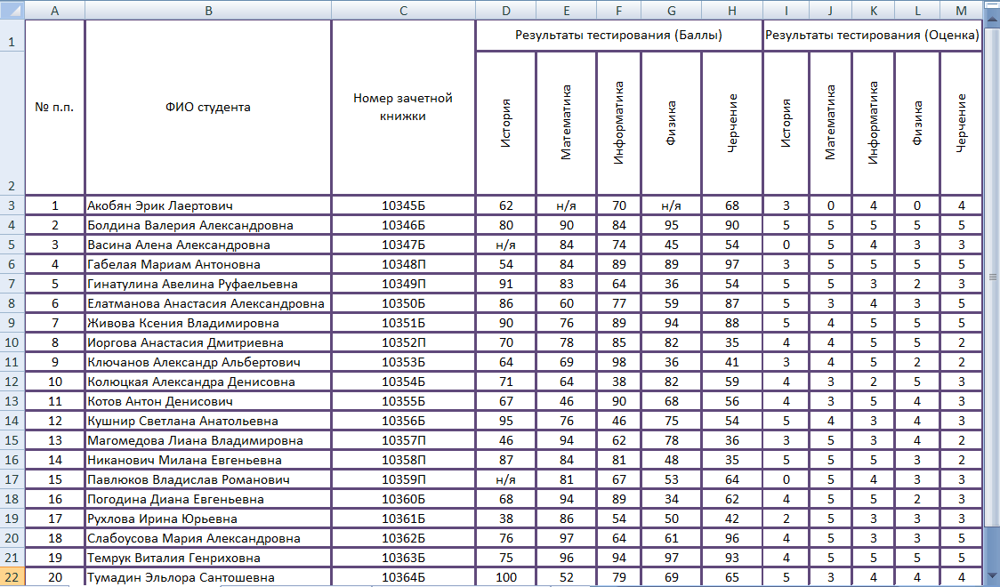 A B C D E F G H I J K L M
1 Результаты тестирования (Баллы) Результаты тестирования (Оценка)
2 № п.п. ФИО студента Номер зачетной книжки История Математика Информатика Физика Черчение История Математика Информатика Физика Черчение
3 1 Акобян Эрик Лаертович 10345Б 62 н/я 70 н/я 68 3 0 4 0 4
4 2 Болдина Валерия Александровна 10346Б 80 90 84 95 90 5 5 5 5 5
5 3 Васина Алена Александровна 10347Б н/я 84 74 45 54 0 5 4 3 3
6 4 Габелая Мариам Антоновна 10348П 54 84 89 89 97 3 5 5 5 5
7 5 Гинатулина Авелина Руфаельевна 10349П 91 83 64 36 54 5 5 3 2 3
8 6 Елатманова Анастасия Александровна 10350Б 86 60 77 59 87 5 3 4 3 5
9 7 Живова Ксения Владимировна 10351Б 90 76 89 94 88 5 4 5 5 5
10 8 Иоргова Анастасия Дмитриевна 10352П 70 78 85 82 35 4 4 5 5 2
11 9 Ключанов Александр Альбертович 10353Б 64 69 98 36 41 3 4 5 2 2
12 10 Колюцкая Александра Денисовна 10354Б 71 64 38 82 59 4 3 2 5 3
13 11 Котов Антон Денисович 10355Б 67 46 90 68 56 4 3 5 4 3
14 12 Кушнир Светлана Анатольевна 10356Б 95 76 46 75 54 5 4 3 4 3
15 13 Магомедова Лиана Владимировна 10357П 46 94 62 78 36 3 5 3 4 2
16 14 Никанович Милана Евгеньевна 10358П 87 84 81 48 35 5 5 5 3 2
17 15 Павлюков Владислав Романович 10359П н/я 81 67 53 64 0 5 4 3 3
18 16 Погодина Диана Евгеньевна 10360Б 68 94 89 34 62 4 5 5 2 3
19 17 Рухлова Ирина Юрьевна 10361Б 38 86 54 50 42 2 5 3 3 3
20 18 Слабоусова Мария Александровна 10362Б 76 97 64 61 96 4 5 3 3 5
21 19 Темрук Виталия Генриховна 10363Б 75 96 94 97 93 4 5 5 5 5
22 20 Тумадин Эльлора Сантошевна 10364Б 100 52 79 69 65 5 3 4 4 4